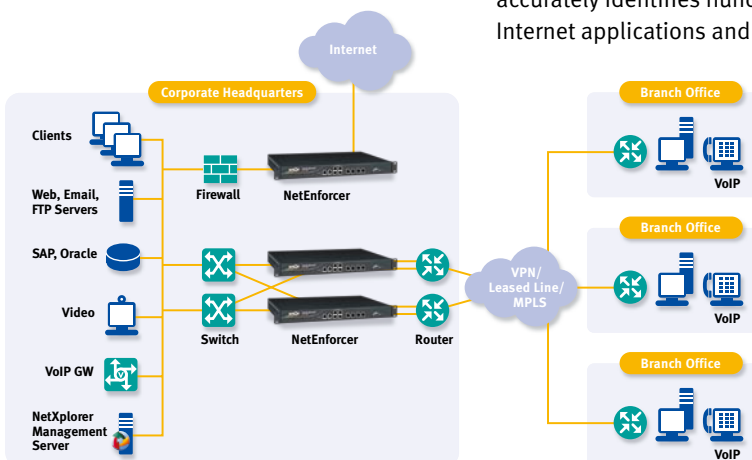 accurately identifies
Internet applications and
Internet
Corporate Headquarters
Clients
Web, Email,
FTP Servers
SAP, Oracle
Video
VoIP GW
NetXplorer
Management
Server
Firewall
NetEnforcer
Switch
NetEnforcer
Router
VPN/
Leased Line/
MPLS
Branch Office
VoIP
Branch Office
VoIP
Branch Office
VoIP